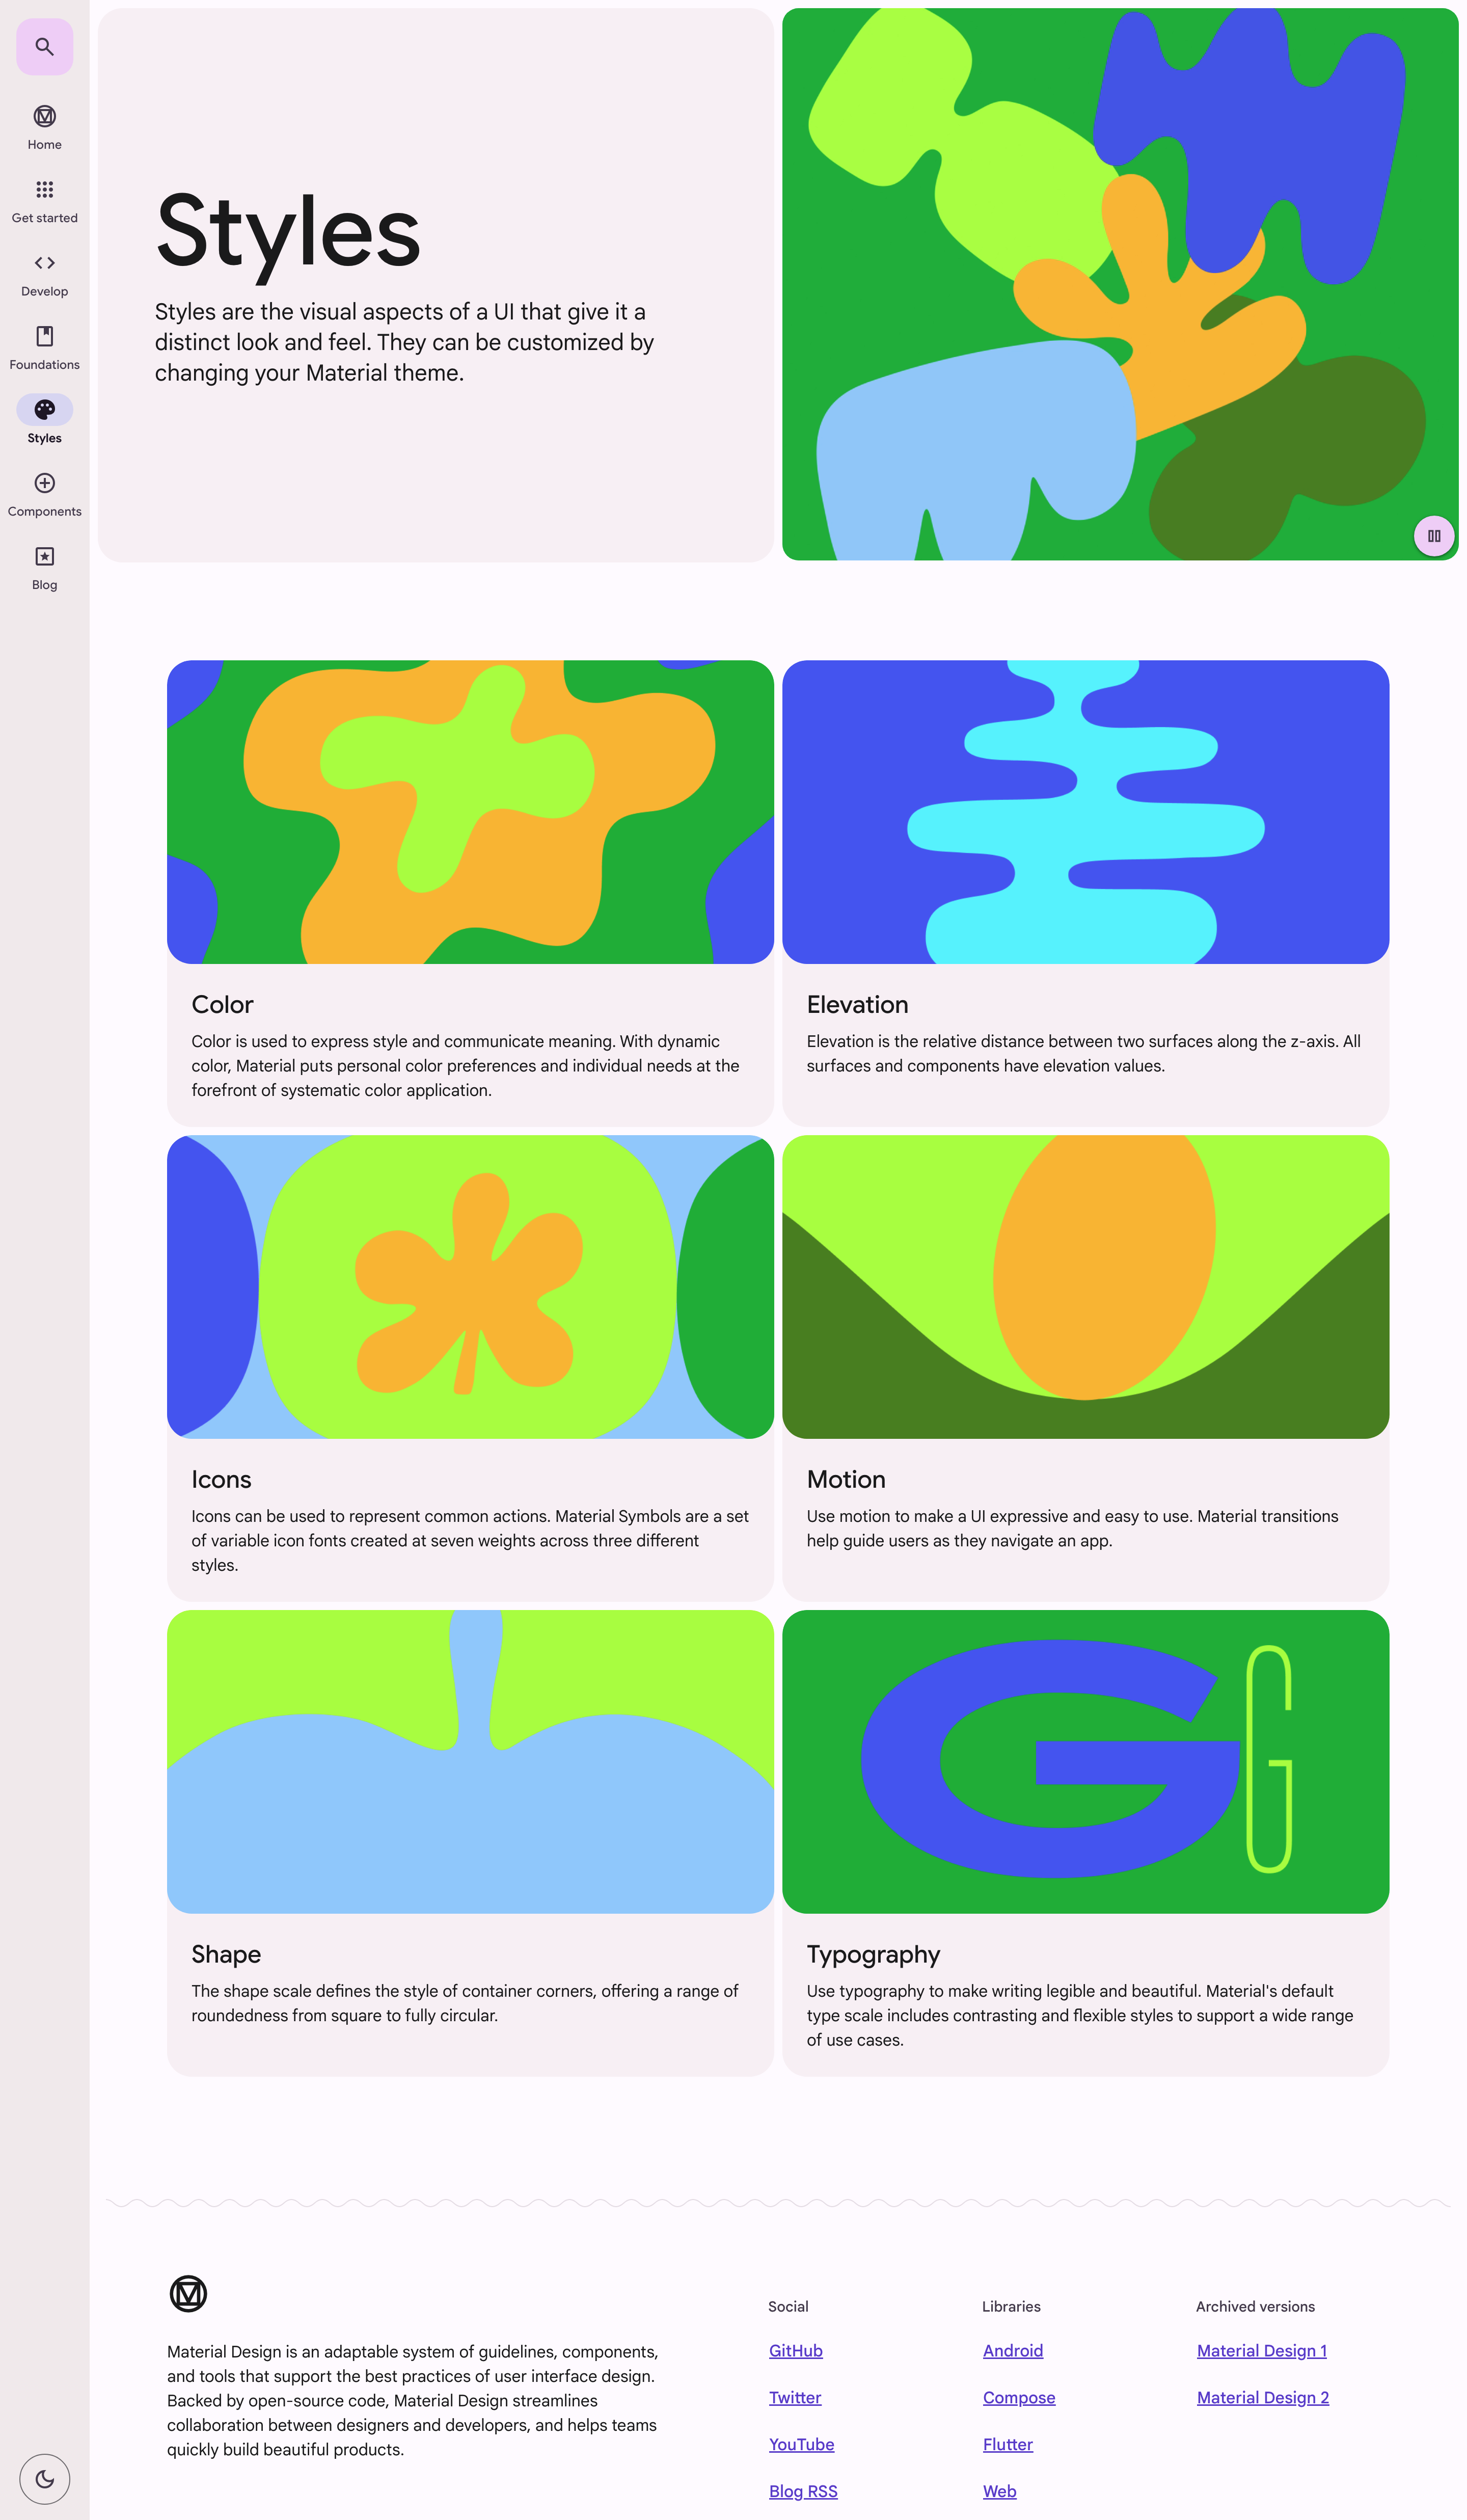 Home
Get started
Develop
Foundations
Styles
Components
Blog
Styles
Styles are the visual aspects of a UI that give it a
distinct look and feel. They can be customized by
changing your Material theme.
Color
Color is used to express style and communicate meaning. With dynamic
color, Material puts personal color preferences and individual needs at the
forefront of systematic color application.
Elevation
Elevation is the relative distance between two surfaces along the z-axis. All
surfaces and components have elevation values.
Icons
Icons can be used to represent common actions. Material Symbols are a set
of variable icon fonts created at seven weights across three different
styles.
Motion
Use motion to make a UI expressive and easy to use. Material transitions
help guide users as they navigate an app.
G G
Shape
The shape scale defines the style of container corners, offering a range of
roundedness from square to fully circular.
Typography
Use typography to make writing legible and beautiful. Material's default
type scale includes contrasting and flexible styles to support a wide range
of use cases.
Material Design is an adaptable system of guidelines, components,
and tools that support the best practices of user interface design.
Backed by open-source code, Material Design streamlines
collaboration between designers and developers, and helps teams
quickly build beautiful products.
Social
GitHub
Twitter
YouTube
Blog RSS
Libraries
Android
Compose
Flutter
Web
Archived versions
Material Design 1
Material Design 2